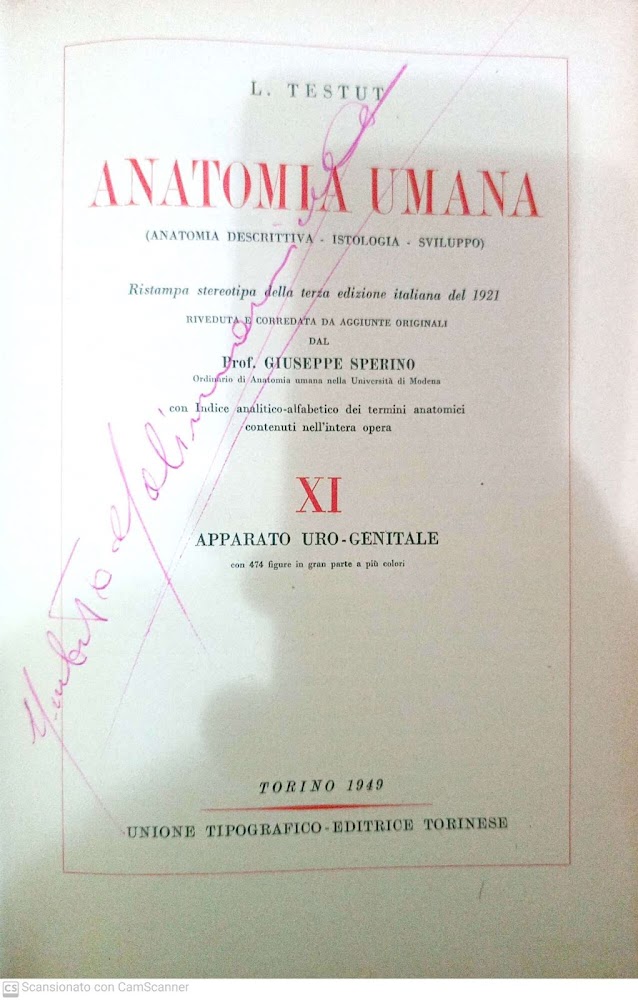 L. TESTUT
ANATOMIA UMANA
(ANATOMIA DESCRITTIVA - ISTOLOGIA - SVILUPPO)
Ristampa stereotipa della terza edizione italiana del 1921
RIVEDUTA E CORREDATA DA AGGIUNTE ORIGINALI
DAL
Prof. GIUSEPPE SPERINO
Ordinario di Anatomia umana nella Università di Modena
con Indice analitico-alfabetico dei termini anatomici
contenuti nell'intera opera
XI
APPARATO URO-GENITALE
con 474 figure in gran parte a più colori
TORINO 1949
UNIONE TIPOGRAFICO-EDITRICE TORINESE
CS Scansionato con CamScanner